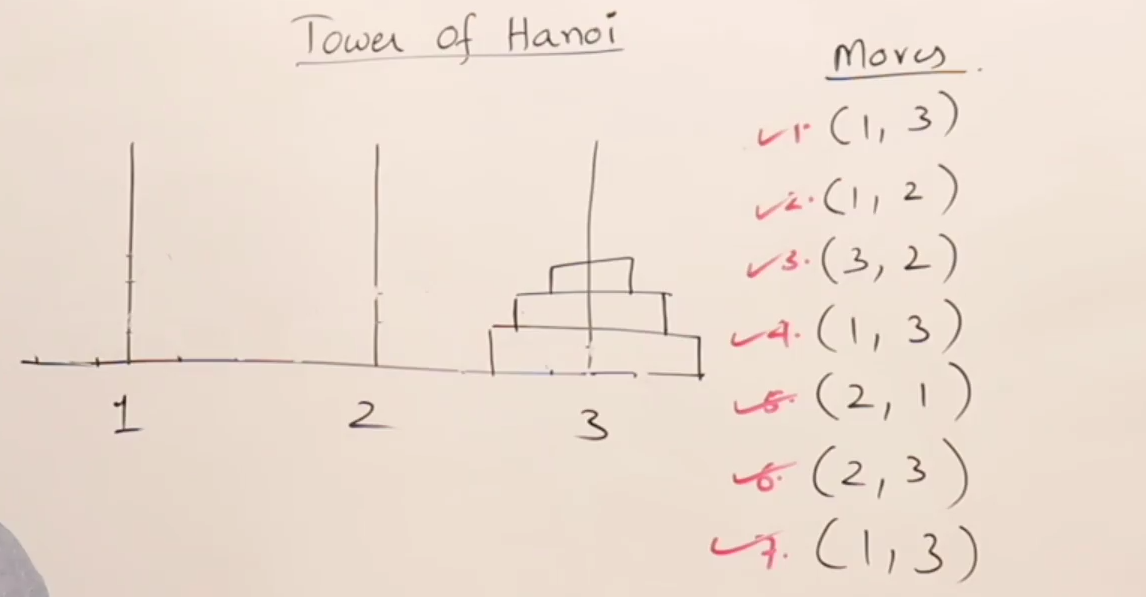 Tower of Hanoi
1 2 3
Moves
1. (1, 3)
2. (1, 2)
3. (3, 2)
4. (1, 3)
5. (2, 1)
6. (2, 3)
7. (1, 3)